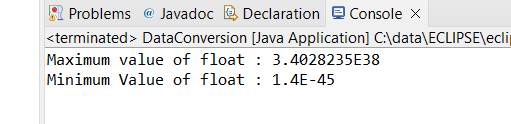 Problems @ Javadoc Declaration Console
<terminated> DataConversion [Java Application] C:\data\ECLIPSE\eclip
Maximum value of float : 3.4028235E38
Minimum Value of float : 1.4E-45